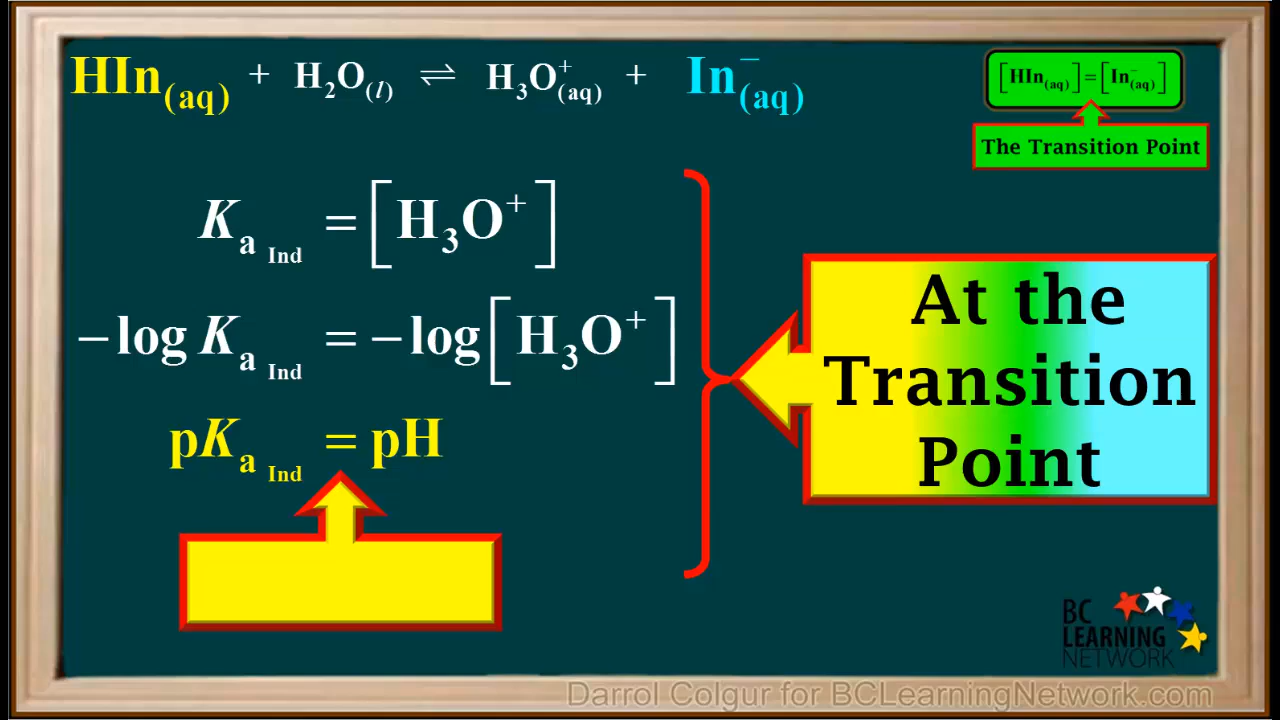 HIn(aq) + H₂O(l) ⇌ H₃O⁺(aq) + In⁻(aq)
[HIn(aq)] = [In⁻(aq)]
The Transition Point
Kₐ Ind = [H₃O⁺]
−log Kₐ Ind = −log[H₃O⁺]
pKₐ Ind = pH
At the
Transition
Point
BC
LEARNING
NETWORK
Darrol Colgur for BCLearningNetwork.com